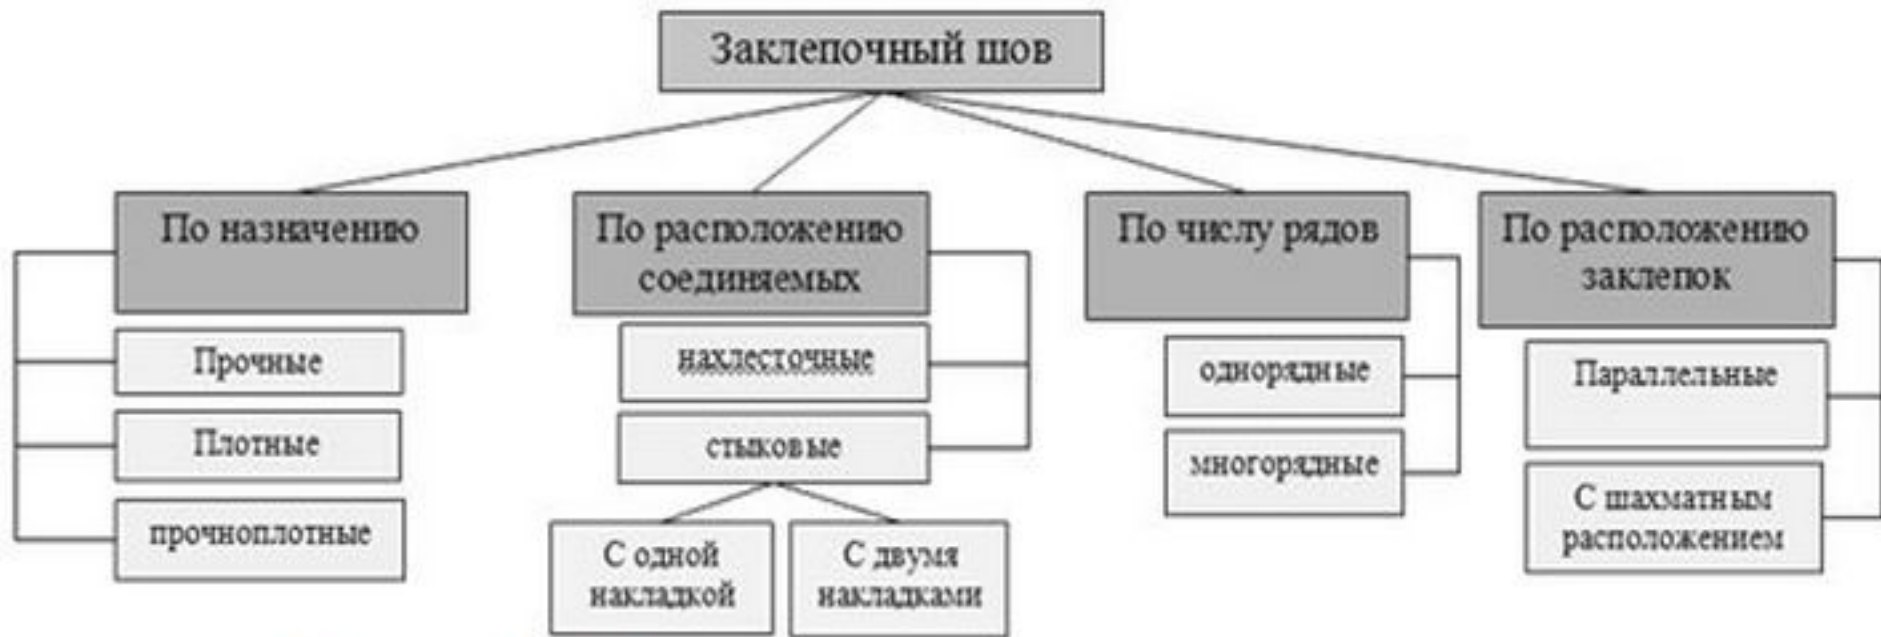 Заклепочный шов
По назначению
Прочные
Плотные
прочноплотные
По расположению
соединяемых
нахлесточные
стыковые
С одной
накладкой
С двумя
накладками
По числу рядов
однорядные
многорядные
По расположению
заклепок
Параллельные
С шахматным
расположением